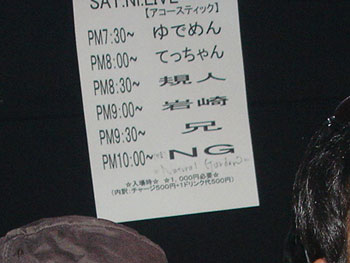 SAT.NI.LIVE
【アコースティック】
PM7:30~ ゆでめん
PM8:00~ てっちゃん
PM8:30~ 規人
PM9:00~ 岩崎
PM9:30~ 兄
PM10:00~ NG
Natural Garden
☆入場時☆ ☆1,000円必要☆
(内訳:チャージ500円+1ドリンク代500円)